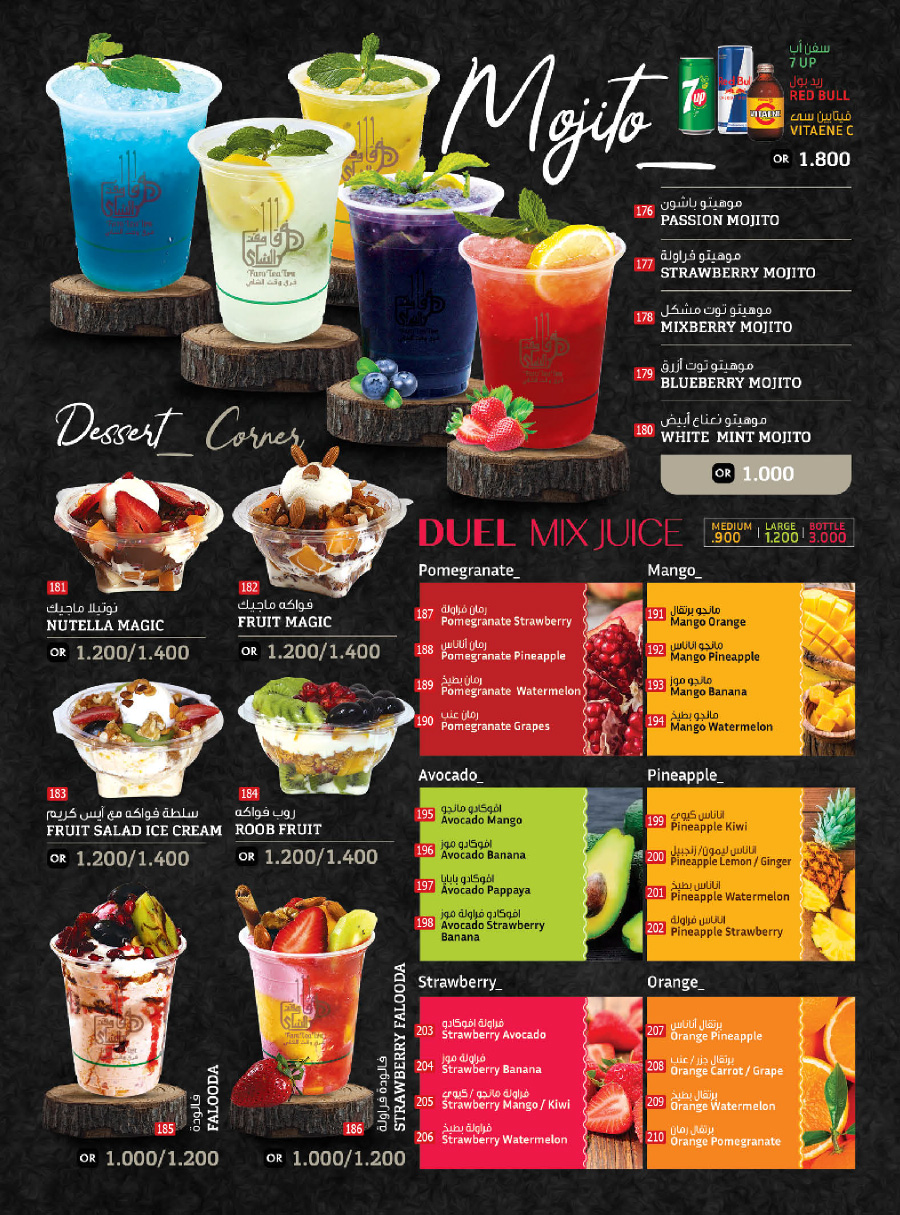 Mojito
سفن أب
7 UP
ريد بول
RED BULL
فيتايين سي
VITAENE C
OR 1.800
7up
Red Bull
VITAENE
176 موهيتو باشون
PASSION MOJITO
177 موهيتو فراولة
STRAWBERRY MOJITO
178 موهيتو توت مشكل
MIXBERRY MOJITO
179 موهيتو توت أزرق
BLUEBERRY MOJITO
180 موهيتو نعناع أبيض
WHITE MINT MOJITO
OR 1.000
Faru Tea Tree
فرق وقت الشاي
Dessert_ Corner
181
نوتيلا ماجيك
NUTELLA MAGIC
OR 1.200/1.400
182
فواكه ماجيك
FRUIT MAGIC
OR 1.200/1.400
183
سلطة فواكه مع آيس كريم
FRUIT SALAD ICE CREAM
OR 1.200/1.400
184
روب فواكه
ROOB FRUIT
OR 1.200/1.400
185
فالودة
FALOODA
OR 1.000/1.200
186
فالودة فراولة
STRAWBERRY FALOODA
OR 1.000/1.200
DUEL MIX JUICE
MEDIUM .900 | LARGE 1.200 | BOTTLE 3.000
Pomegranate_
187 رمان فراولة
Pomegranate Strawberry
188 رمان أناناس
Pomegranate Pineapple
189 رمان بطيخ
Pomegranate Watermelon
190 رمان عنب
Pomegranate Grapes
Mango_
191 مانجو برتقال
Mango Orange
192 مانجو أناناس
Mango Pineapple
193 مانجو موز
Mango Banana
194 مانجو بطيخ
Mango Watermelon
Avocado_
195 افوكادو مانجو
Avocado Mango
196 افوكادو موز
Avocado Banana
197 افوكادو بابايا
Avocado Pappaya
198 افوكادو فراولة موز
Avocado Strawberry
Banana
Pineapple_
199 اناناس كيوي
Pineapple Kiwi
200 اناناس ليمون/ زنجبيل
Pineapple Lemon / Ginger
201 اناناس بطيخ
Pineapple Watermelon
202 اناناس فراولة
Pineapple Strawberry
Strawberry_
203 فراولة افوكادو
Strawberry Avocado
204 فراولة موز
Strawberry Banana
205 فراولة مانجو /كيوي
Strawberry Mango / Kiwi
206 فراولة بطيخ
Strawberry Watermelon
Orange_
207 برتقال أناناس
Orange Pineapple
208 برتقال جزر / عنب
Orange Carrot / Grape
209 برتقال بطيخ
Orange Watermelon
210 برتقال رمان
Orange Pomegranate